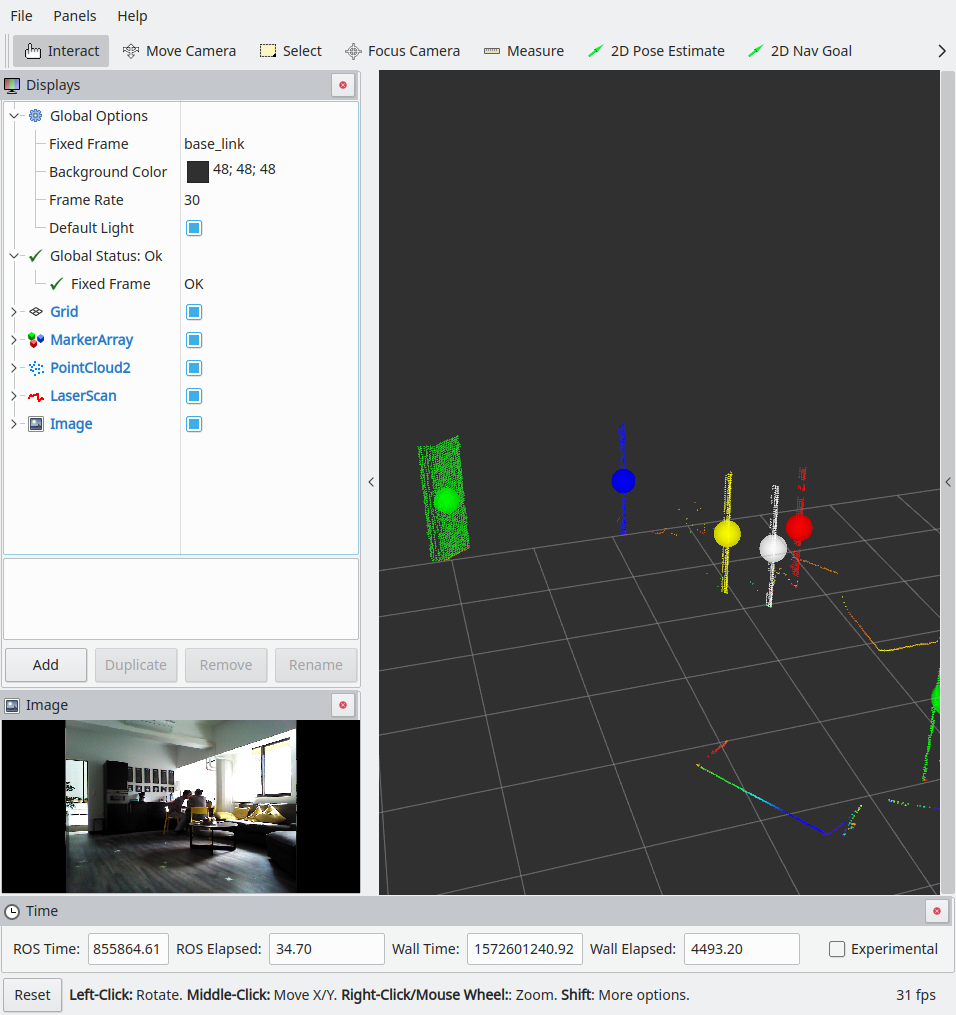 File Panels Help
Interact Move Camera Select Focus Camera Measure 2D Pose Estimate 2D Nav Goal
Displays
Global Options
Fixed Frame base_link
Background Color 48; 48; 48
Frame Rate 30
Default Light
Global Status: Ok
Fixed Frame OK
Grid
MarkerArray
PointCloud2
LaserScan
Image
Add Duplicate Remove Rename
Image
Time
ROS Time: 855864.61 ROS Elapsed: 34.70 Wall Time: 1572601240.92 Wall Elapsed: 4493.20 Experimental
Reset Left-Click: Rotate. Middle-Click: Move X/Y. Right-Click/Mouse Wheel:: Zoom. Shift: More options. 31 fps